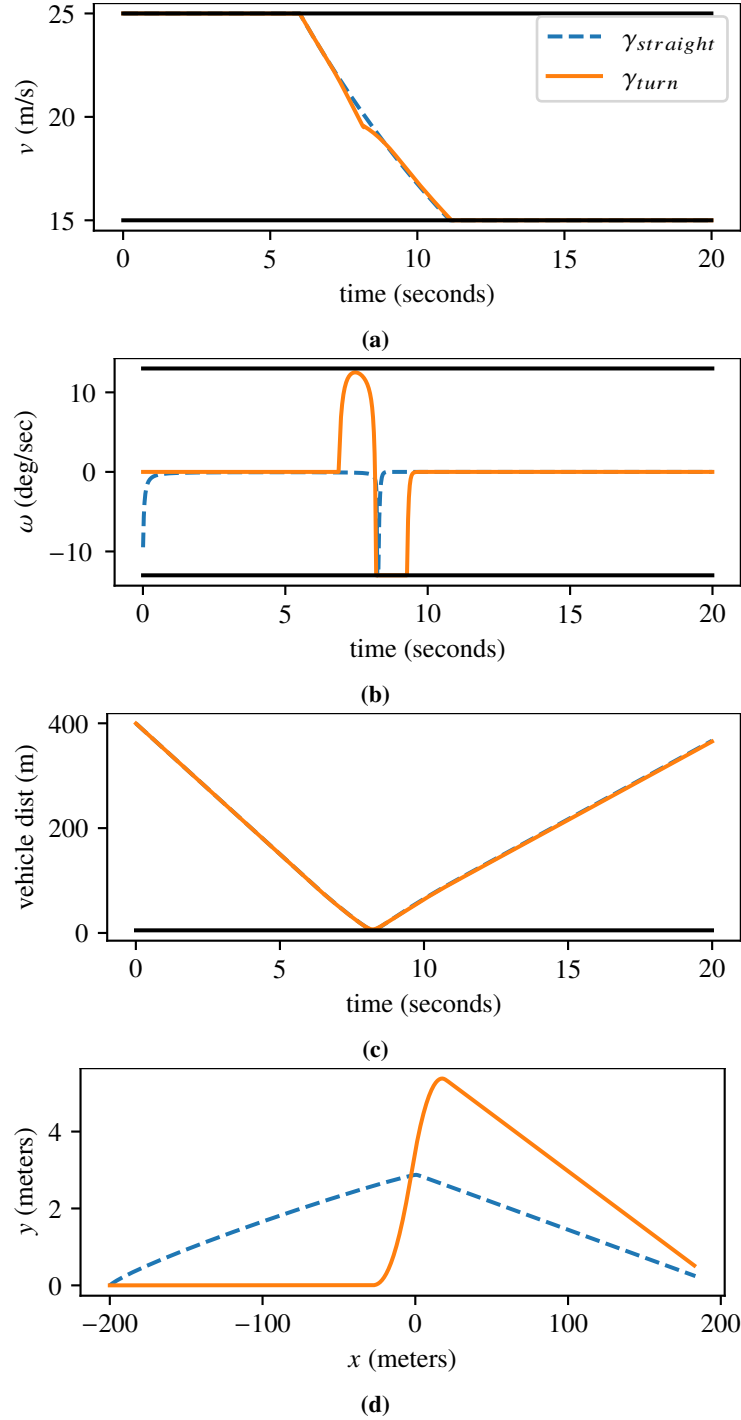 25
20
15
v (m/s)
γstraight
γturn
0 5 10 15 20
time (seconds)
(a)
10
0
−10
ω (deg/sec)
0 5 10 15 20
time (seconds)
(b)
400
200
0
vehicle dist (m)
0 5 10 15 20
time (seconds)
(c)
4
2
0
y (meters)
−200 −100 0 100 200
x (meters)
(d)